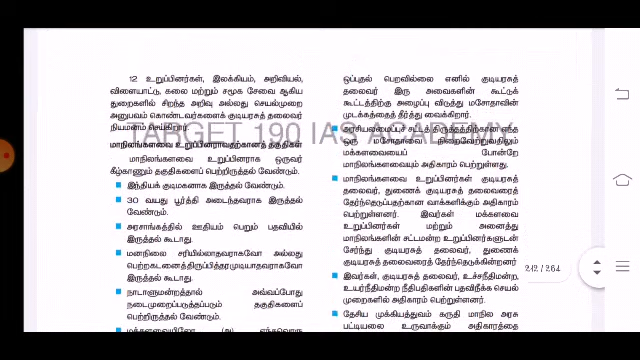 12 உறுப்பினர்கள், இலக்கியம், அறிவியல்,
விளையாட்டு, கலை மற்றும் சமூக சேவை ஆகிய
துறைகளில் சிறந்த அறிவு அல்லது செயல்முறை
அனுபவம் கொண்டவர்களைக் குடியரசுத் தலைவர்
நியமனம் செய்கிறார்.
மாநிலங்களவை உறுப்பினராவதற்கானத் தகுதிகள்
மாநிலங்களவை உறுப்பினராக ஒருவர்
கீழ்காணும் தகுதிகளைப் பெற்றிருத்தல் வேண்டும்.
இந்தியக் குடிமகனாக இருத்தல் வேண்டும்.
30 வயது பூர்த்தி அடைந்தவராக இருத்தல்
வேண்டும்.
அரசாங்கத்தில் ஊதியம் பெறும் பதவியில்
இருத்தல் கூடாது.
மனநிலை சரியில்லாதவராகவோ அல்லது
பெற்றகடனைத்திருப்பித்தரமுடியாதவராகவோ
இருத்தல் கூடாது.
நாடாளுமன்றத்தால் அவ்வப்போது
நடைமுறைப்படுத்தப்படும் தகுதிகளைப்
பெற்றிருத்தல் வேண்டும்.
ஒப்புதல் பெறவில்லை எனில் குடியரசுத்
தலைவர் இரு அவைகளின் கூட்டுக்
கூட்டத்திற்கு அழைப்பு விடுத்து மசோதாவின்
முடக்கத்தைத் தீர்த்து வைக்கிறார்.
அரசியலமைப்புச் சட்டத் திருத்தத்திற்கான எந்த
ஒரு மசோதாவை நிறைவேற்றுவதிலும்
மக்களவையைப் போன்றே
மாநிலங்களவையும் அதிகாரம் பெற்றுள்ளது.
மாநிலங்களவை உறுப்பினர்கள் குடியரசுத்
தலைவர், துணைக் குடியரசுத் தலைவரைத்
தேர்ந்தெடுப்பதற்கான வாக்களிக்கும் அதிகாரம்
பெற்றுள்ளனர். இவர்கள் மக்களவை
உறுப்பினர்கள் மற்றும் அனைத்து
மாநிலங்களின் சட்டமன்ற உறுப்பினர்களுடன்
சேர்ந்து குடியரசுத் தலைவர், துணைக்
குடியரசுத் தலைவரைத் தேர்ந்தெடுக்கின்றனர்
இவர்கள், குடியரசுத் தலைவர், உச்சநீதிமன்ற,
உயர்நீதிமன்ற நீதிபதிகளின் பதவிநீக்க செயல்
முறைகளில் அதிகாரம் பெற்றுள்ளனர்.
தேசிய முக்கியத்துவம் கருதி மாநில அரசு
பட்டியலை உருவாக்கும் அதிகாரத்தை
TARGET 190 IAS ACADEMY
212 / 264